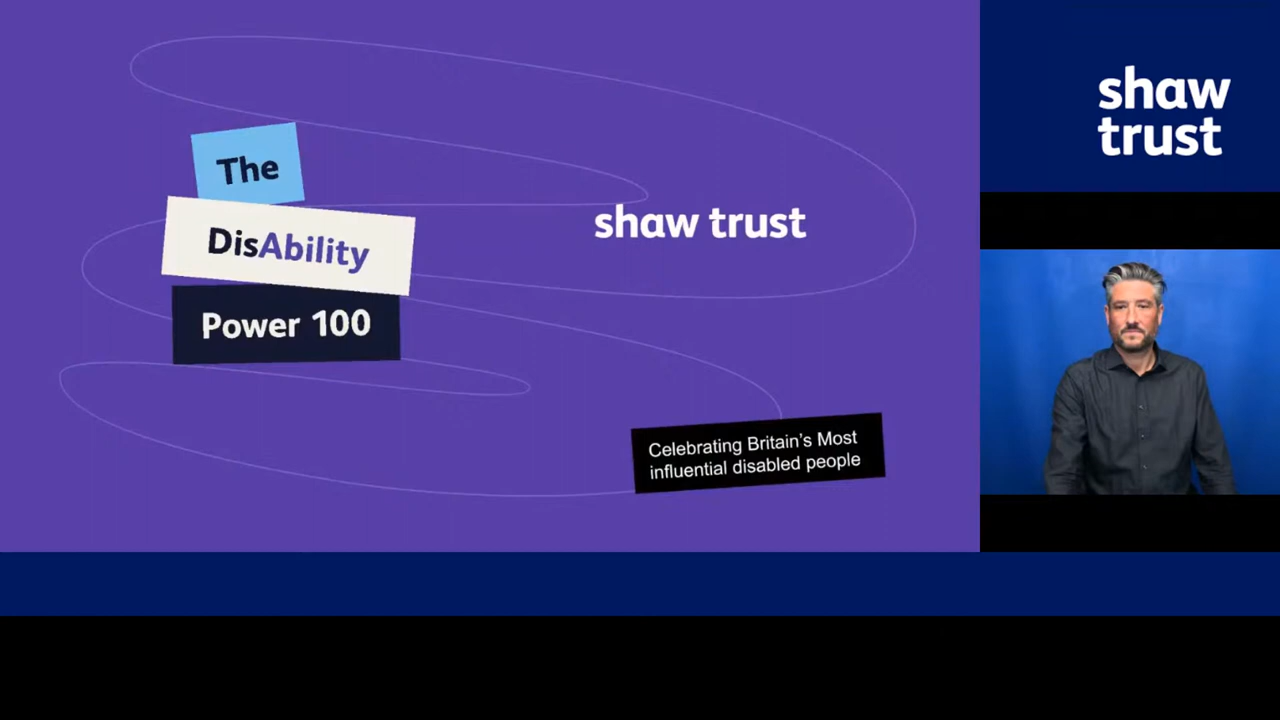 The
DisAbility
Power 100
shaw trust
Celebrating Britain's Most
influential disabled people
shaw
trust